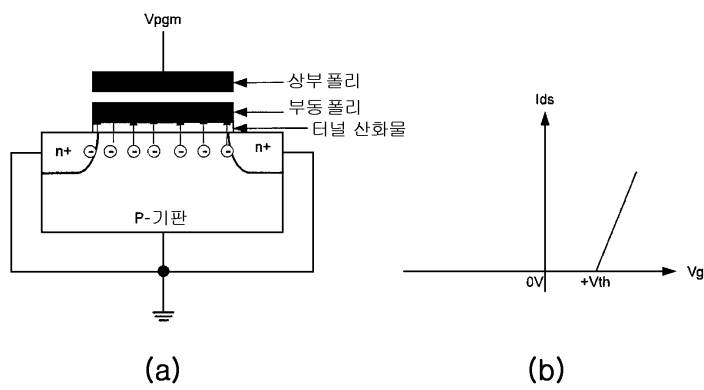 Vpgm
상부 폴리
부동 폴리
터널 산화물
n+
n+
- - - - - - -
P-기판
(a)
Ids
0V
+Vth
Vg
(b)